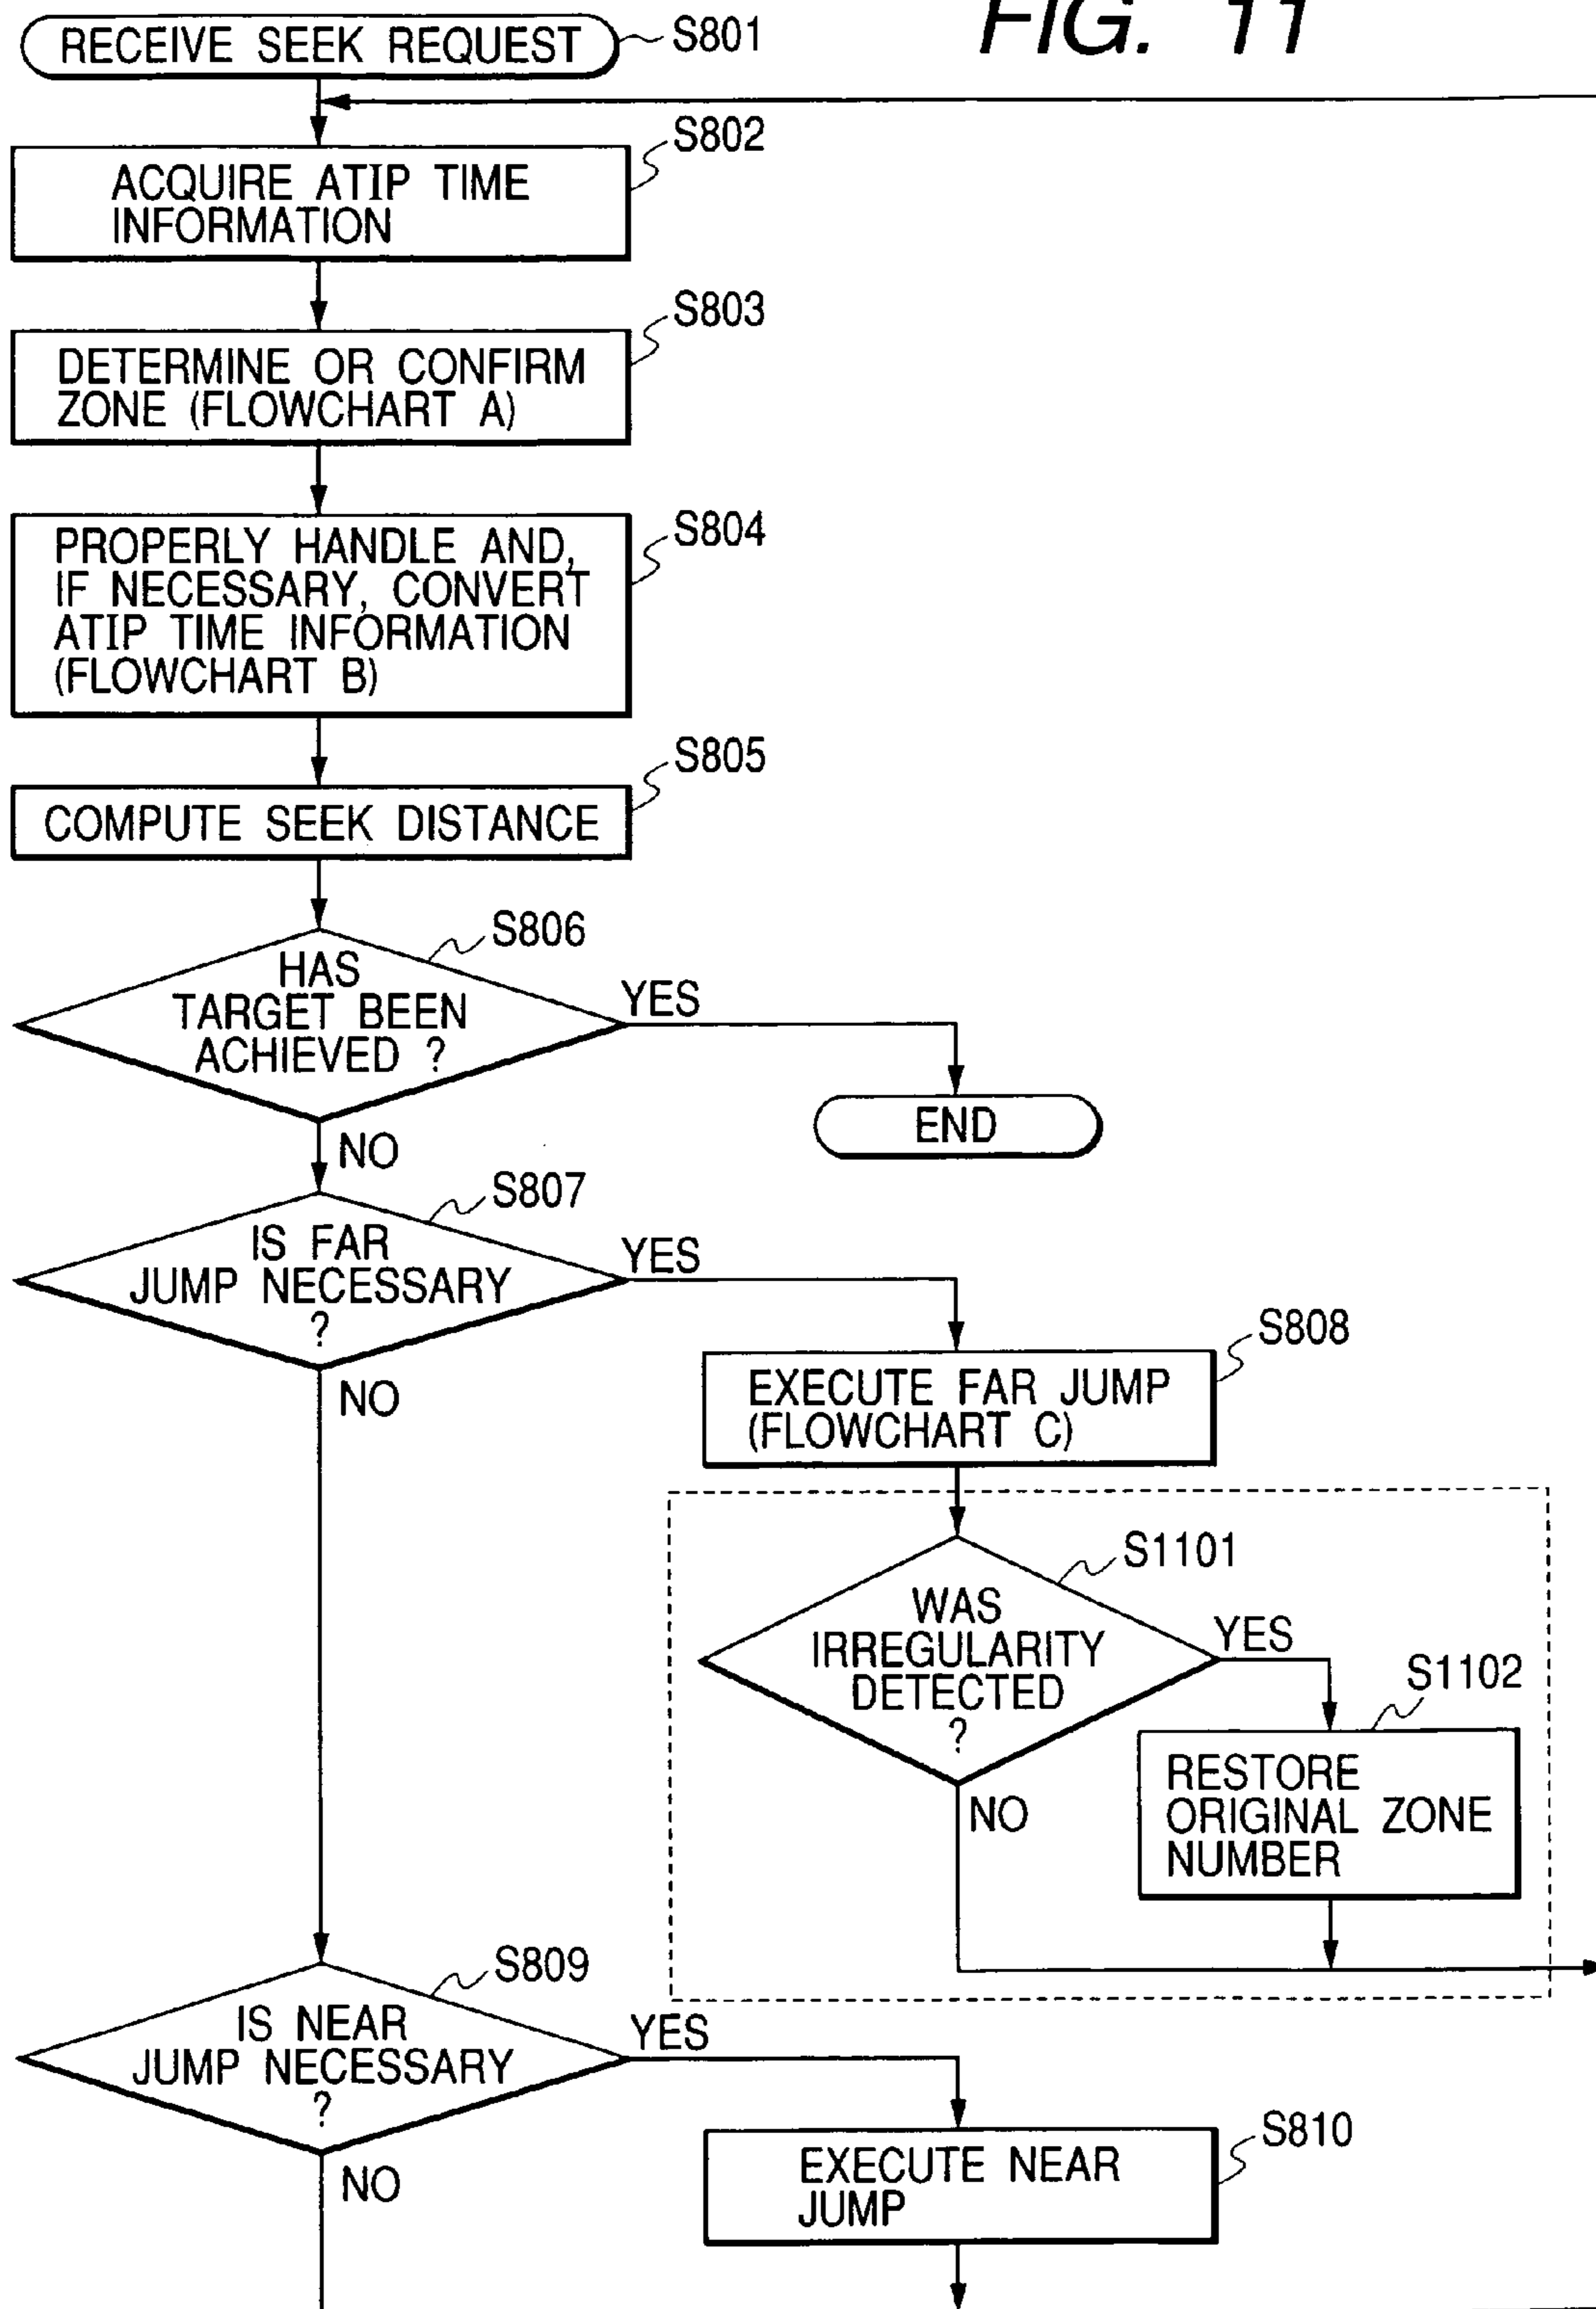 FIG. 11
RECEIVE SEEK REQUEST
S801
S802
ACQUIRE ATIP TIME
INFORMATION
S803
DETERMINE OR CONFIRM
ZONE (FLOWCHART A)
S804
PROPERLY HANDLE AND,
IF NECESSARY, CONVERT
ATIP TIME INFORMATION
(FLOWCHART B)
S805
COMPUTE SEEK DISTANCE
S806
HAS
TARGET BEEN
ACHIEVED ?
YES
END
NO
S807
IS FAR
JUMP NECESSARY
?
YES
NO
S808
EXECUTE FAR JUMP
(FLOWCHART C)
S1101
WAS
IRREGULARITY
DETECTED
?
YES
NO
S1102
RESTORE
ORIGINAL ZONE
NUMBER
S809
IS NEAR
JUMP NECESSARY
?
YES
NO
S810
EXECUTE NEAR
JUMP